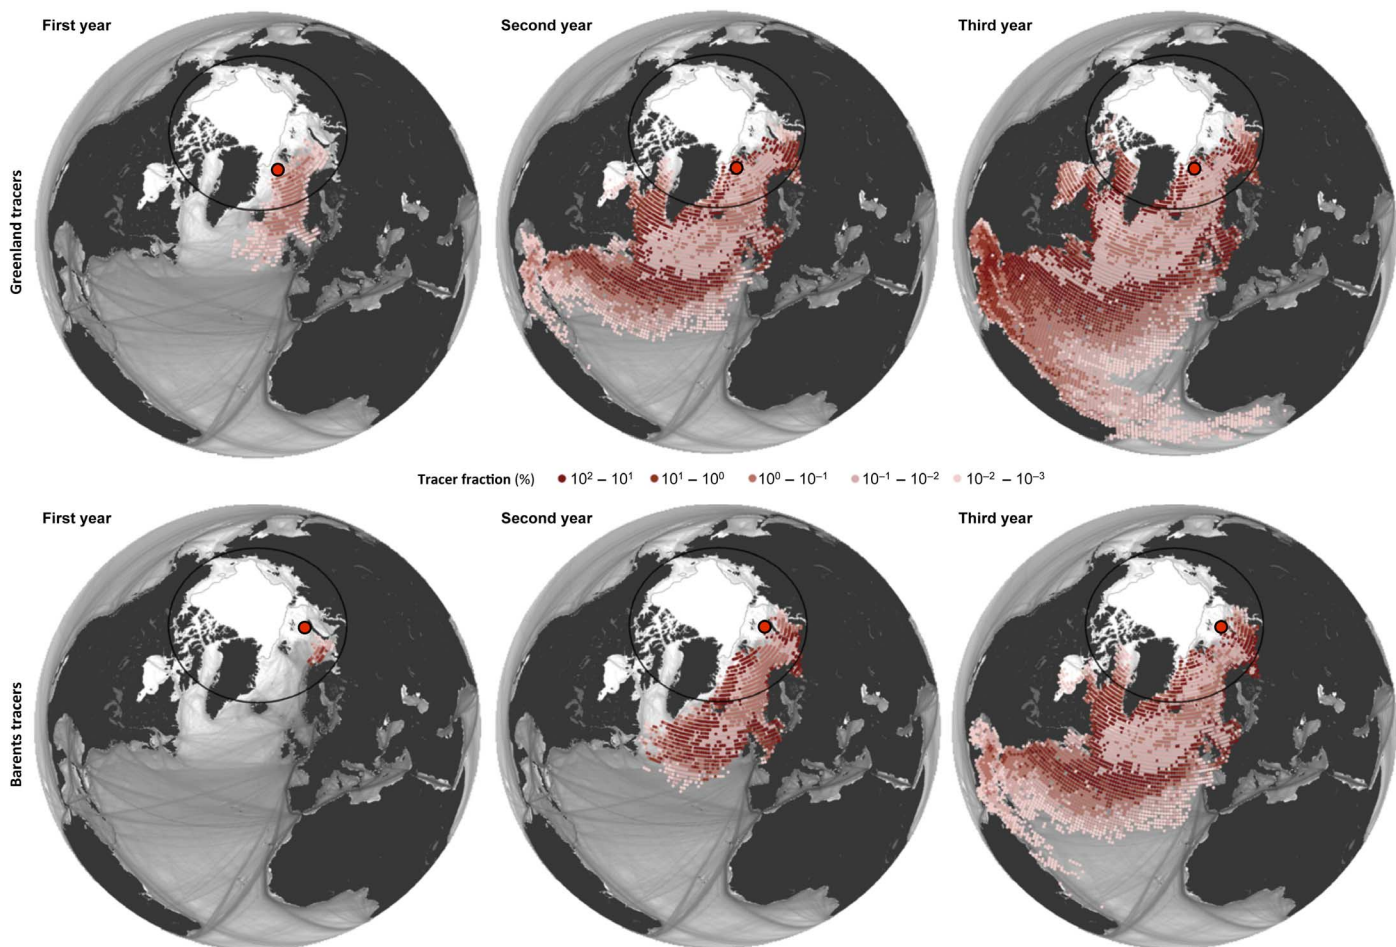 First year
Second year
Third year
Greenland tracers
Tracer fraction (%) 10² – 10¹ 10¹ – 10⁰ 10⁰ – 10⁻¹ 10⁻¹ – 10⁻² 10⁻² – 10⁻³
First year
Second year
Third year
Barents tracers